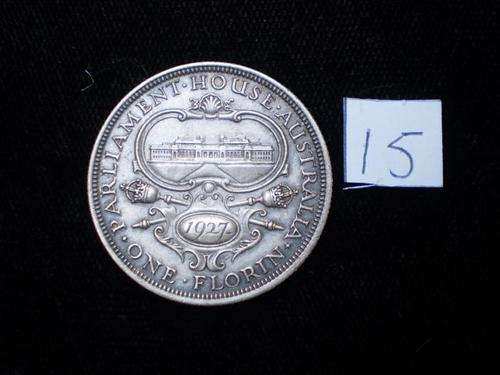 PARLIAMENT · HOUSE · AUSTRALIA
1927
· ONE · FLORIN ·
15